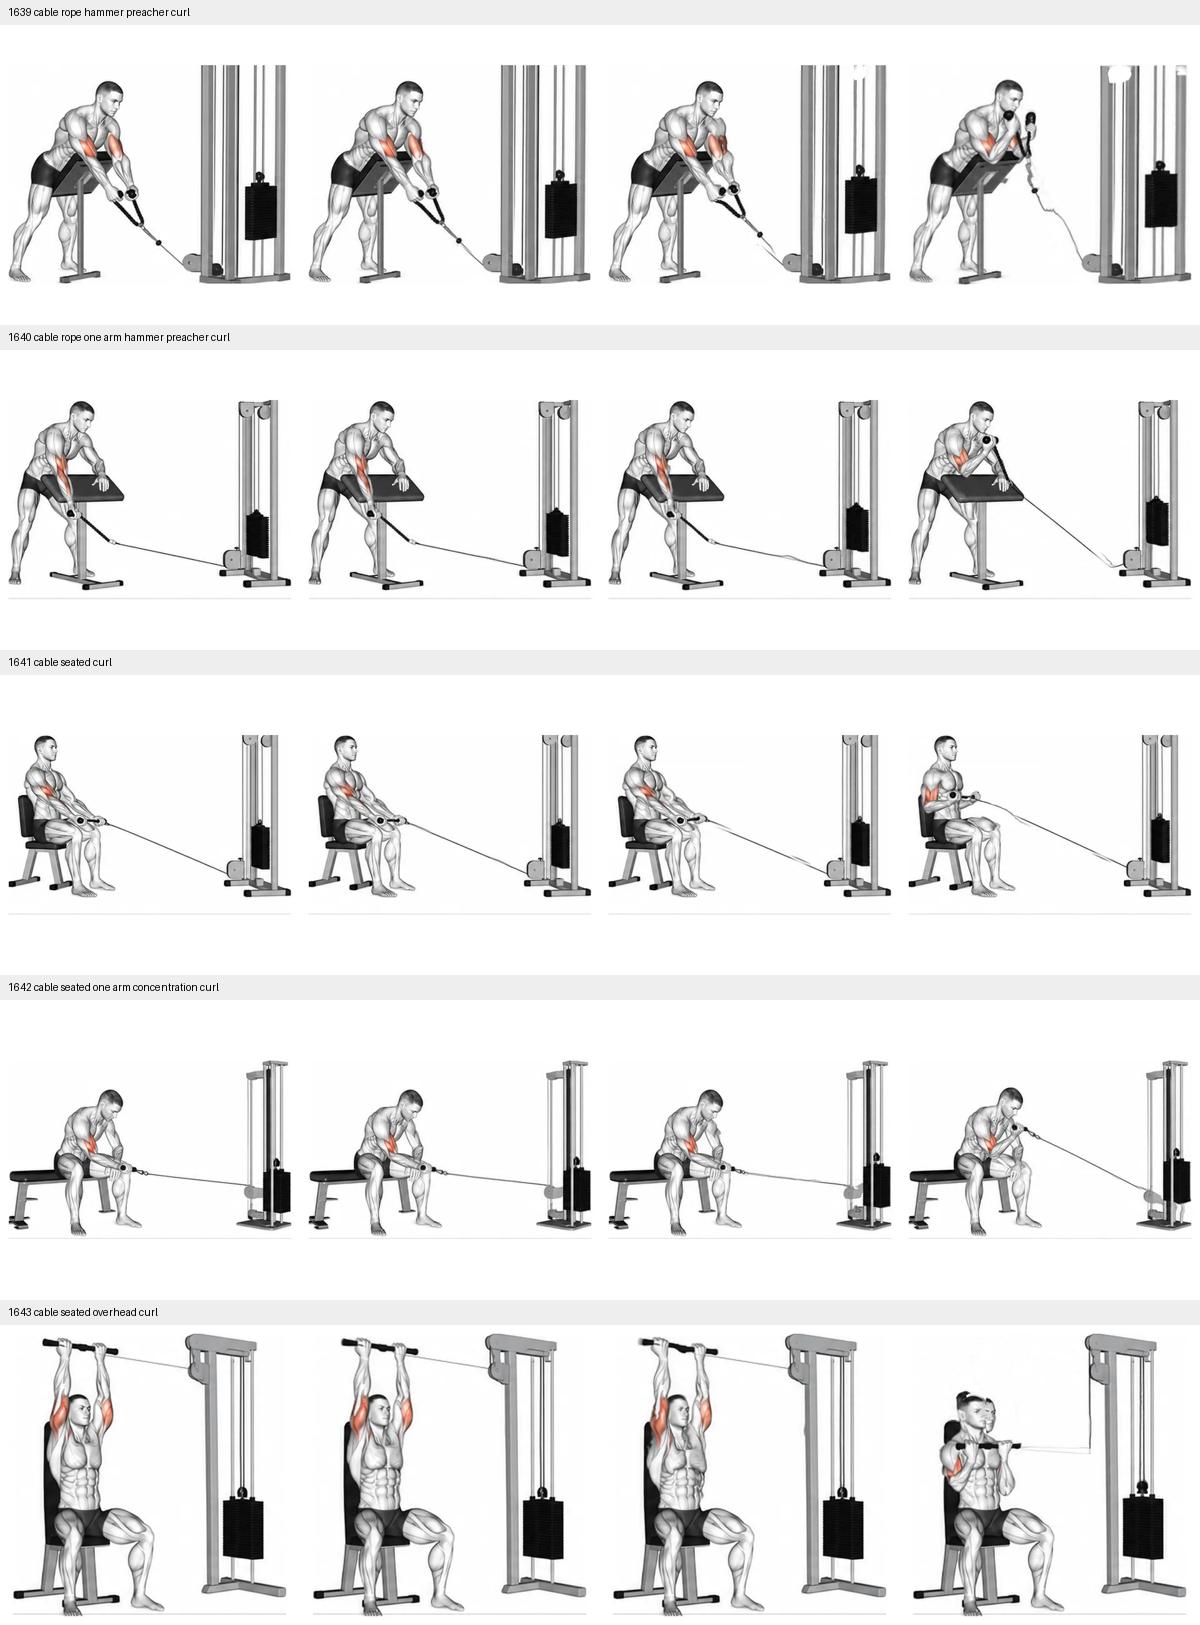 1639 cable rope hammer preacher curl
1640 cable rope one arm hammer preacher curl
1641 cable seated curl
1642 cable seated one arm concentration curl
1643 cable seated overhead curl